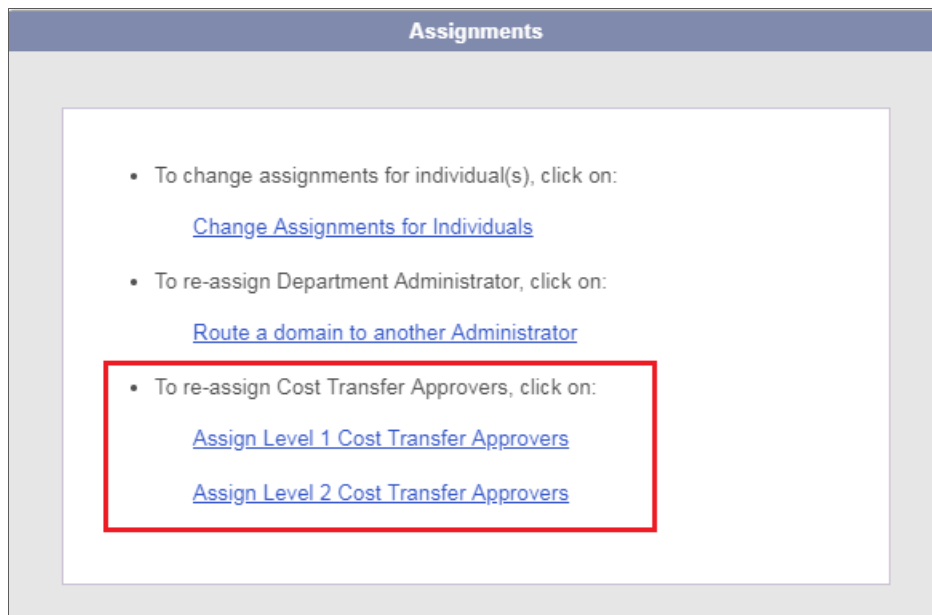 Assignments
• To change assignments for individual(s), click on:
Change Assignments for Individuals
• To re-assign Department Administrator, click on:
Route a domain to another Administrator
• To re-assign Cost Transfer Approvers, click on:
Assign Level 1 Cost Transfer Approvers
Assign Level 2 Cost Transfer Approvers